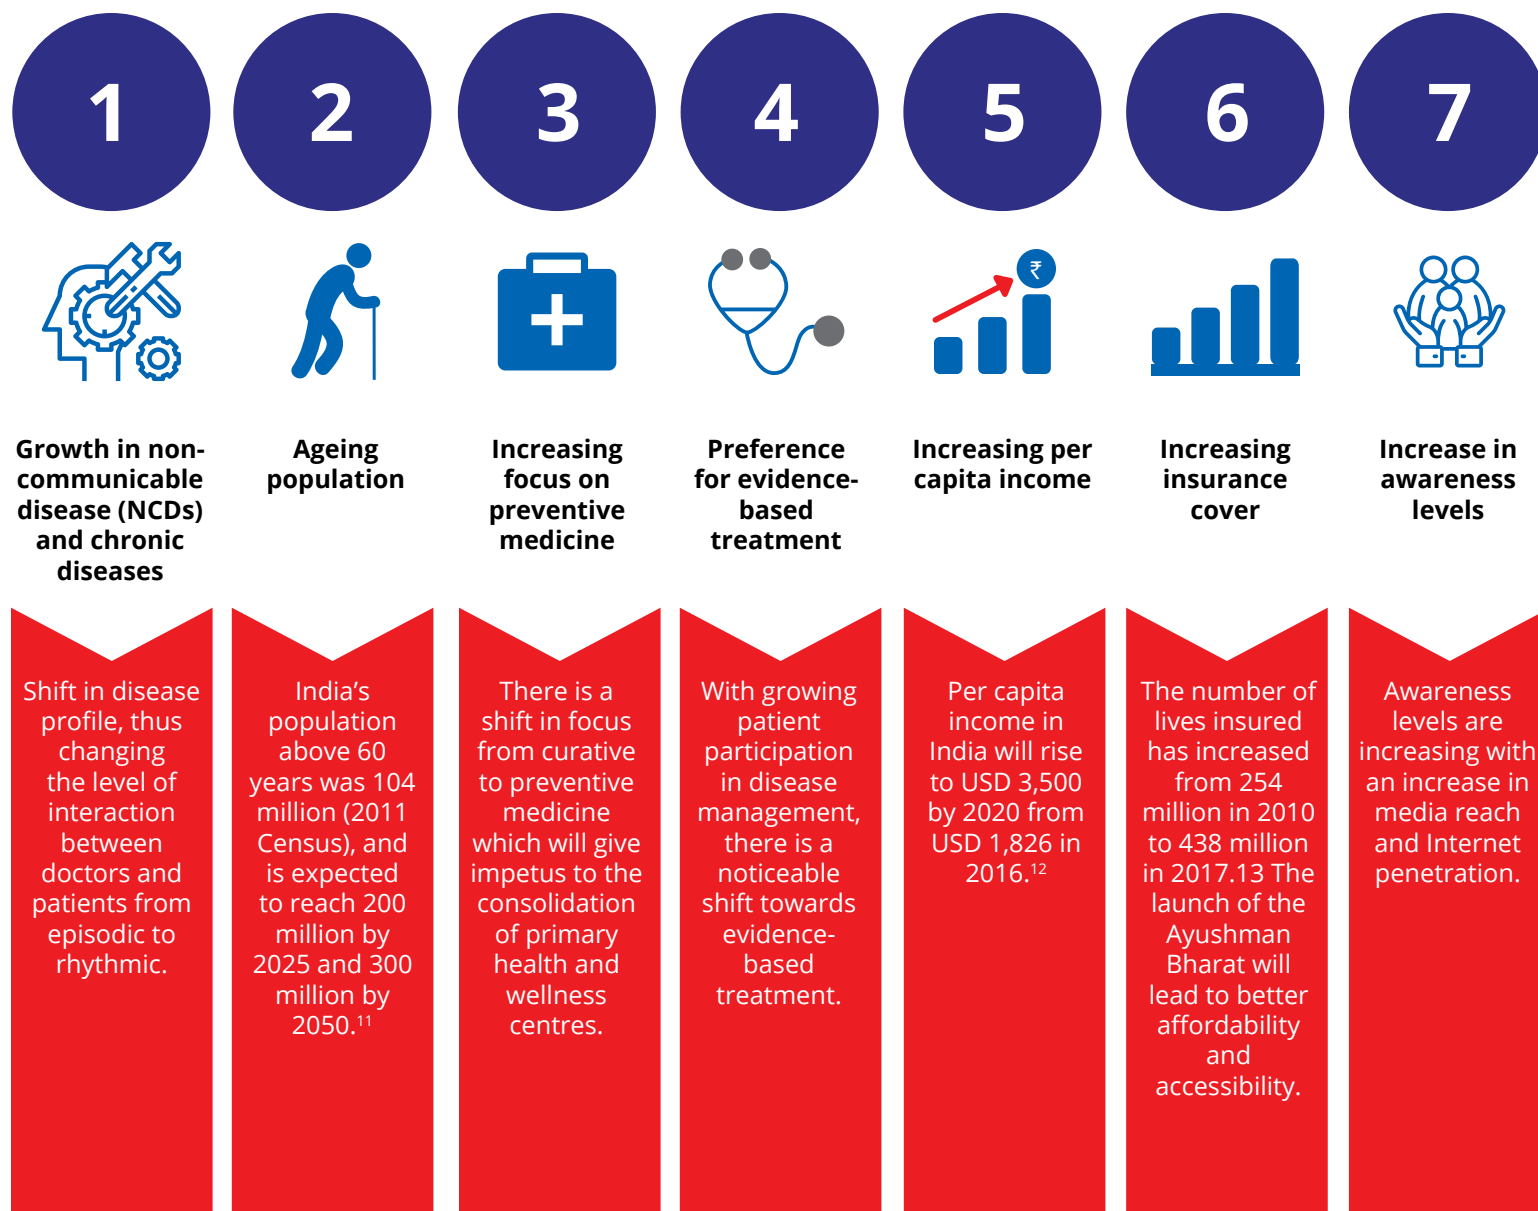 1
2
3
4
5
6
7
₹
Growth in non-
communicable
disease (NCDs)
and chronic
diseases
Ageing
population
Increasing
focus on
preventive
medicine
Preference
for evidence-
based
treatment
Increasing per
capita income
Increasing
insurance
cover
Increase in
awareness
levels
Shift in disease
profile, thus
changing
the level of
interaction
between
doctors and
patients from
episodic to
rhythmic.
India’s
population
above 60
years was 104
million (2011
Census), and
is expected
to reach 200
million by
2025 and 300
million by
2050.¹¹
There is a
shift in focus
from curative
to preventive
medicine
which will give
impetus to the
consolidation
of primary
health and
wellness
centres.
With growing
patient
participation
in disease
management,
there is a
noticeable
shift towards
evidence-
based
treatment.
Per capita
income in
India will rise
to USD 3,500
by 2020 from
USD 1,826 in
2016.¹²
The number of
lives insured
has increased
from 254
million in 2010
to 438 million
in 2017.13 The
launch of the
Ayushman
Bharat will
lead to better
affordability
and
accessibility.
Awareness
levels are
increasing with
an increase in
media reach
and Internet
penetration.